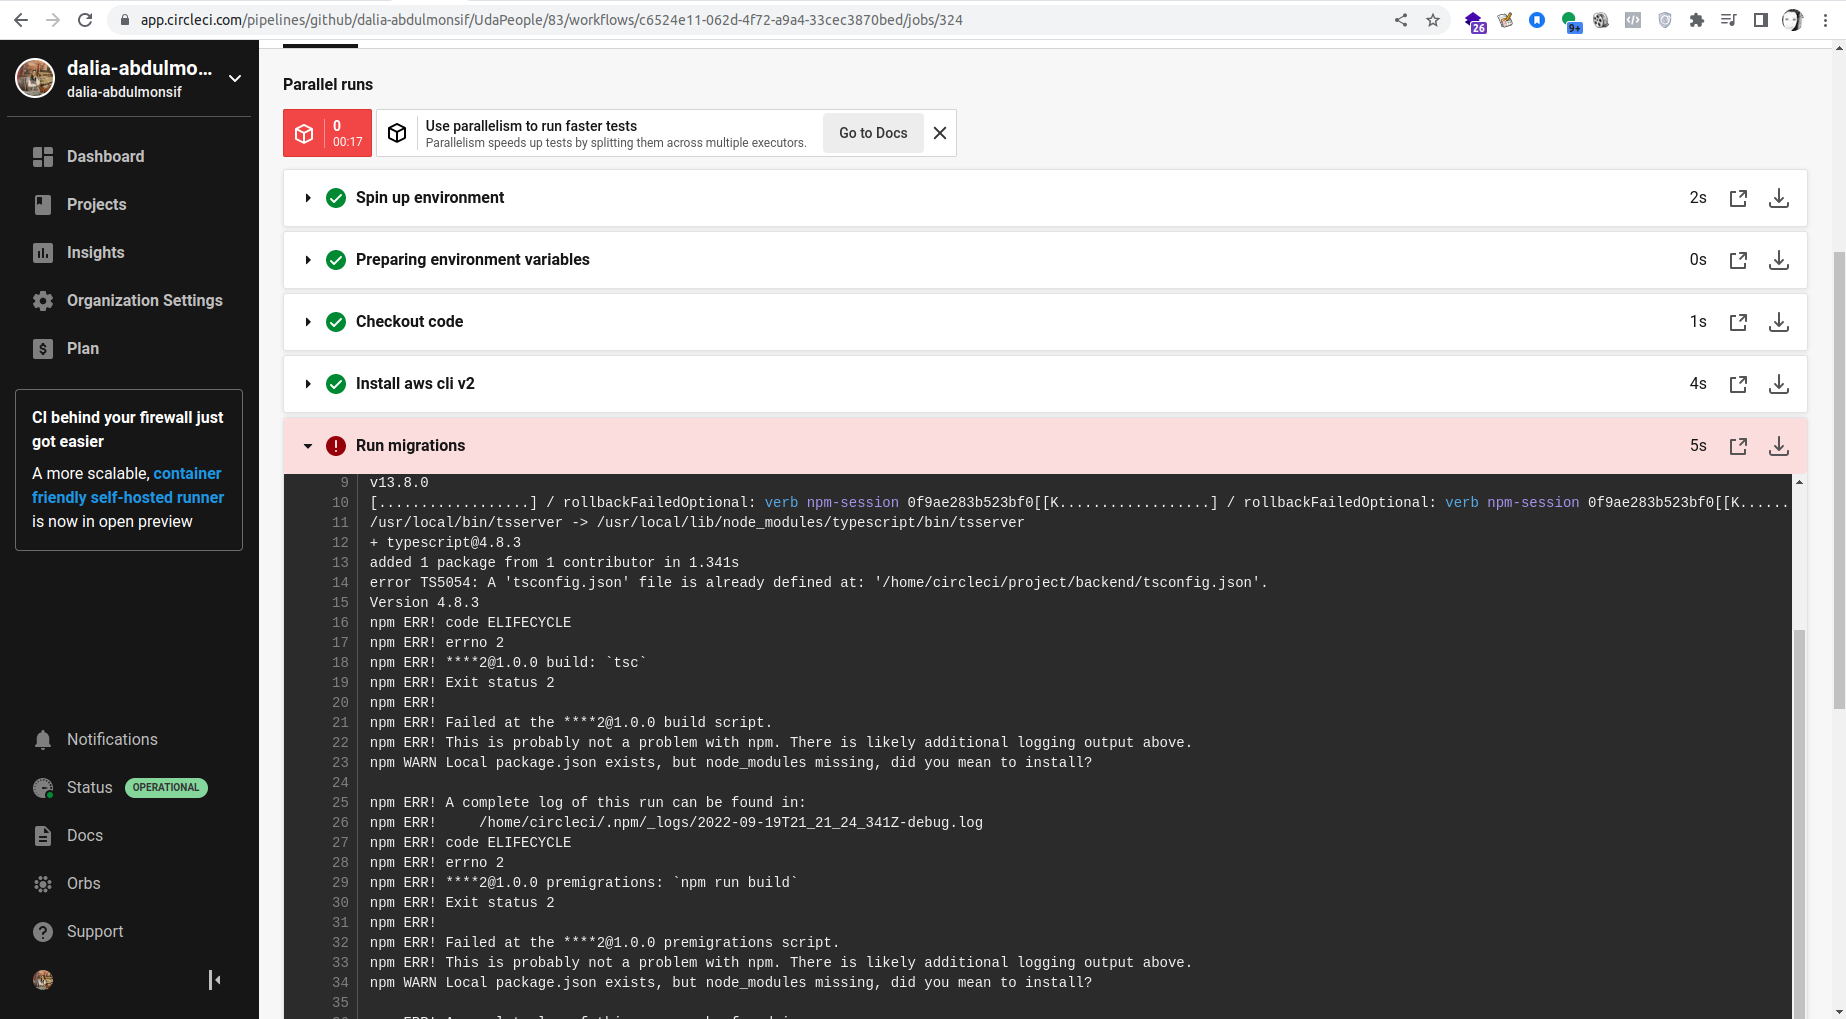 app.circleci.com/pipelines/github/dalia-abdulmonsif/UdaPeople/83/workflows/c6524e11-062d-4f72-a9a4-33cec3870bed/jobs/324
26
9+
dalia-abdulmo...
dalia-abdulmonsif
Dashboard
Projects
Insights
Organization Settings
Plan
CI behind your firewall just
got easier
A more scalable, container
friendly self-hosted runner
is now in open preview
Notifications
Status OPERATIONAL
Docs
Orbs
Support
Parallel runs
0
00:17
Use parallelism to run faster tests
Parallelism speeds up tests by splitting them across multiple executors.
Go to Docs
Spin up environment 2s
Preparing environment variables 0s
Checkout code 1s
Install aws cli v2 4s
Run migrations 5s
9 v13.8.0
10 [..................] / rollbackFailedOptional: verb npm-session 0f9ae283b523bf0[[K..................] / rollbackFailedOptional: verb npm-session 0f9ae283b523bf0[[K......
11 /usr/local/bin/tsserver -> /usr/local/lib/node_modules/typescript/bin/tsserver
12 + typescript@4.8.3
13 added 1 package from 1 contributor in 1.341s
14 error TS5054: A 'tsconfig.json' file is already defined at: '/home/circleci/project/backend/tsconfig.json'.
15 Version 4.8.3
16 npm ERR! code ELIFECYCLE
17 npm ERR! errno 2
18 npm ERR! ****2@1.0.0 build: `tsc`
19 npm ERR! Exit status 2
20 npm ERR!
21 npm ERR! Failed at the ****2@1.0.0 build script.
22 npm ERR! This is probably not a problem with npm. There is likely additional logging output above.
23 npm WARN Local package.json exists, but node_modules missing, did you mean to install?
24
25 npm ERR! A complete log of this run can be found in:
26 npm ERR!     /home/circleci/.npm/_logs/2022-09-19T21_21_24_341Z-debug.log
27 npm ERR! code ELIFECYCLE
28 npm ERR! errno 2
29 npm ERR! ****2@1.0.0 premigrations: `npm run build`
30 npm ERR! Exit status 2
31 npm ERR!
32 npm ERR! Failed at the ****2@1.0.0 premigrations script.
33 npm ERR! This is probably not a problem with npm. There is likely additional logging output above.
34 npm WARN Local package.json exists, but node_modules missing, did you mean to install?
35